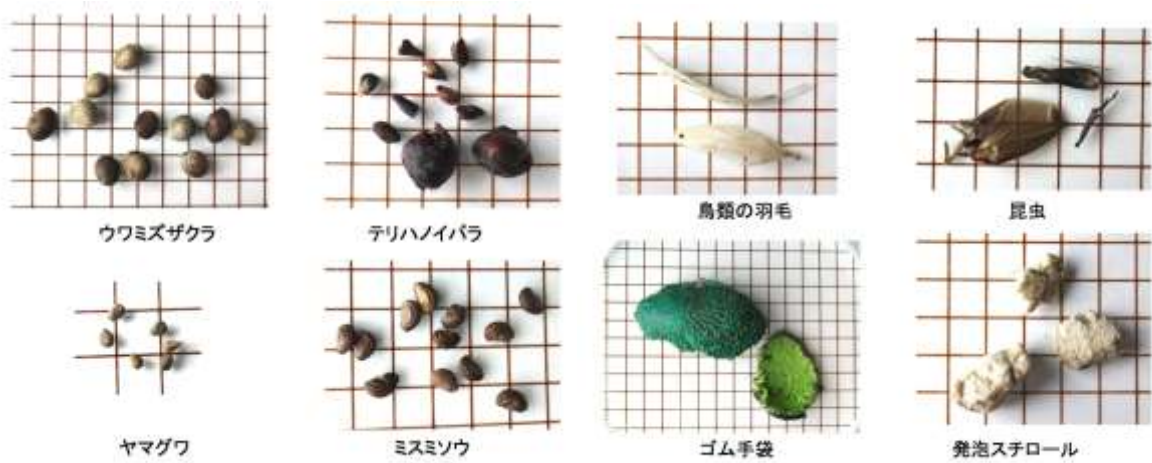 ウワミズザクラ
テリハノイバラ
鳥類の羽毛
昆虫
ヤマグワ
ミスミソウ
ゴム手袋
発泡スチロール